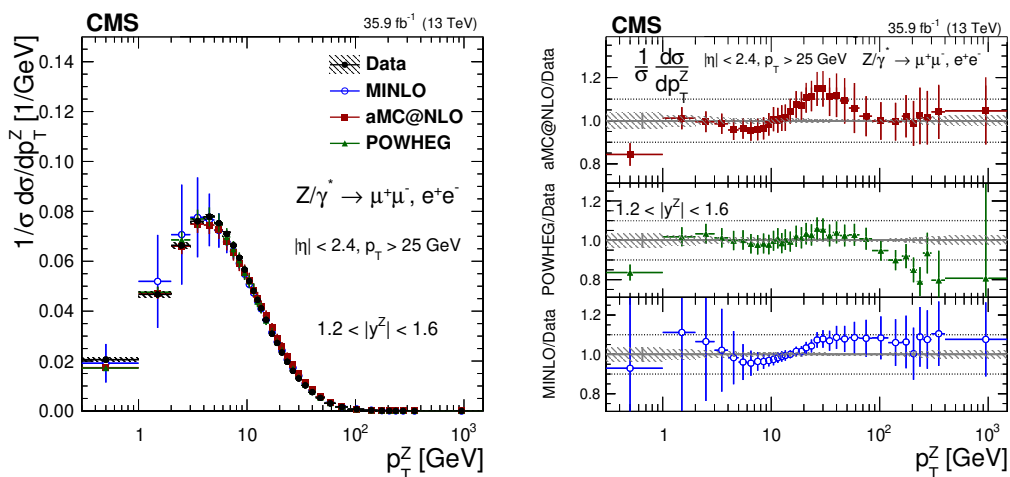 CMS 35.9 fb⁻¹ (13 TeV)
1/σ dσ/dp_T^Z [1/GeV]
0.15
0.10
0.08
0.06
0.04
0.02
0.00
Data
MINLO
aMC@NLO
POWHEG
Z/γ* → μ⁺μ⁻, e⁺e⁻
|η| < 2.4, p_T > 25 GeV
1.2 < |y^Z| < 1.6
1 10 10² 10³
p_T^Z [GeV]
CMS 35.9 fb⁻¹ (13 TeV)
1/σ dσ/dp_T^Z |η| < 2.4, p_T > 25 GeV Z/γ* → μ⁺μ⁻, e⁺e⁻
aMC@NLO/Data
1.2
1.0
0.8
1.2 < |y^Z| < 1.6
POWHEG/Data
1.2
1.0
0.8
MINLO/Data
1.2
1.0
0.8
1 10 10² 10³
p_T^Z [GeV]